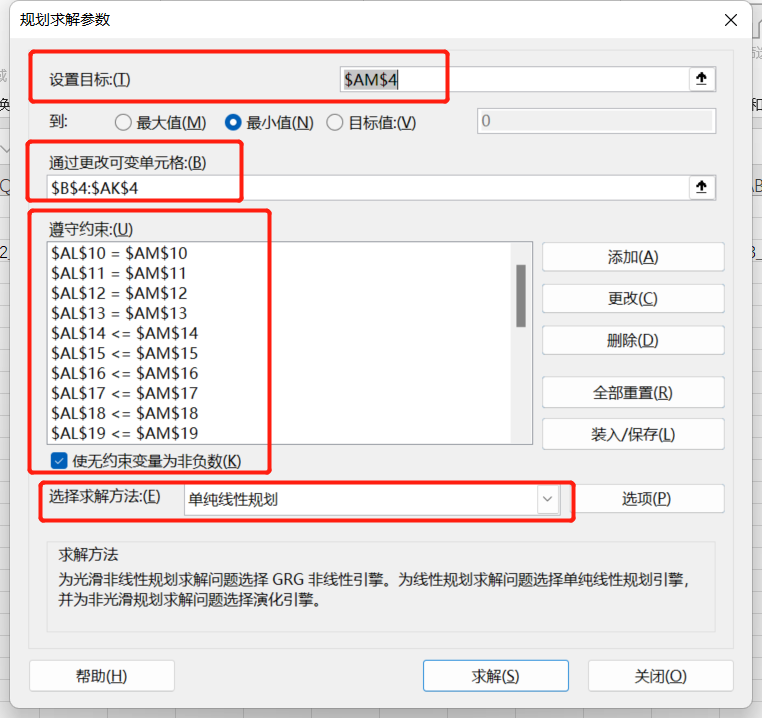 规划求解参数
设置目标:(T)
$AM$4
到:
最大值(M)
最小值(N)
目标值:(V)
0
通过更改可变单元格:(B)
$B$4:$AK$4
遵守约束:(U)
$AL$10 = $AM$10
$AL$11 = $AM$11
$AL$12 = $AM$12
$AL$13 = $AM$13
$AL$14 <= $AM$14
$AL$15 <= $AM$15
$AL$16 <= $AM$16
$AL$17 <= $AM$17
$AL$18 <= $AM$18
$AL$19 <= $AM$19
添加(A)
更改(C)
删除(D)
全部重置(R)
装入/保存(L)
使无约束变量为非负数(K)
选择求解方法:(E)
单纯线性规划
选项(P)
求解方法
为光滑非线性规划求解问题选择 GRG 非线性引擎。为线性规划求解问题选择单纯线性规划引擎，
并为非光滑规划求解问题选择演化引擎。
帮助(H)
求解(S)
关闭(O)